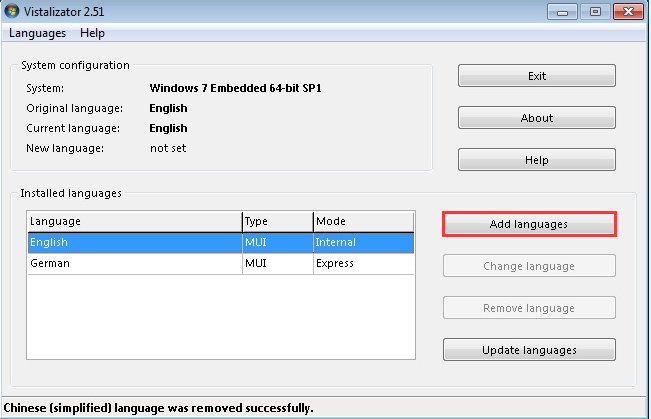 Vistalizator 2.51
Languages Help
System configuration
System: Windows 7 Embedded 64-bit SP1
Original language: English
Current language: English
New language: not set
Exit
About
Help
Installed languages
Language Type Mode
English MUI Internal
German MUI Express
Add languages
Change language
Remove language
Update languages
Chinese (simplified) language was removed successfully.